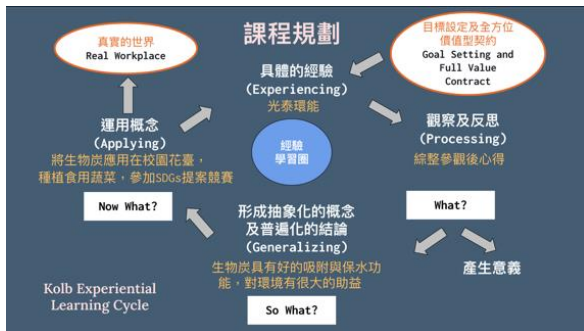 課程規劃
真實的世界
Real Workplace
目標設定及全方位
價值型契約
Goal Setting and
Full Value
Contract
具體的經驗
(Experiencing)
光泰環能
運用概念
(Applying)
將生物炭應用在校園花臺，
種植食用蔬菜，參加SDGs提案競賽
Now What?
經驗
學習圈
觀察及反思
(Processing)
綜整參觀後心得
What?
形成抽象化的概念
及普遍化的結論
(Generalizing)
生物炭具有好的吸附與保水功
能，對環境有很大的助益
So What?
產生意義
Kolb Experiential
Learning Cycle